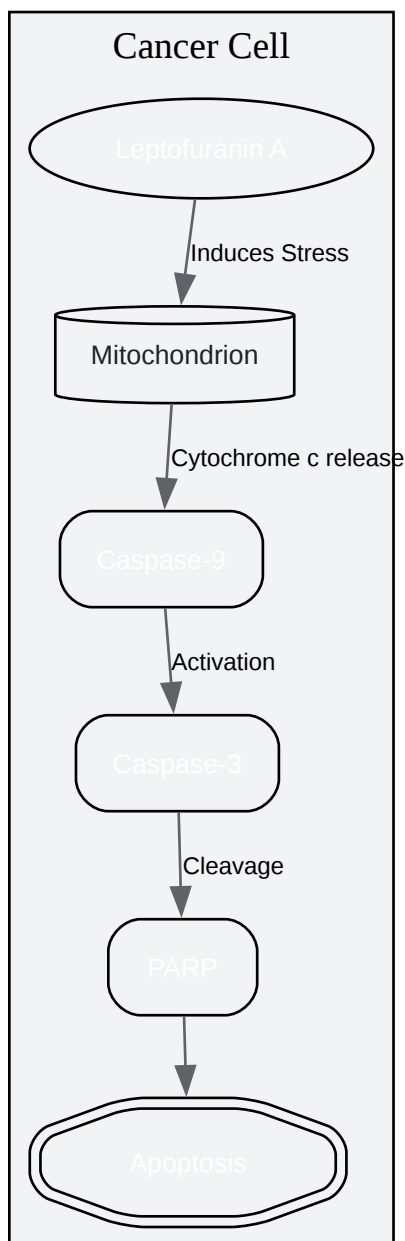 Cancer Cell
Leptofuranin A
Induces Stress
Mitochondrion
Cytochrome c release
Caspase-9
Activation
Caspase-3
Cleavage
PARP
Apoptosis